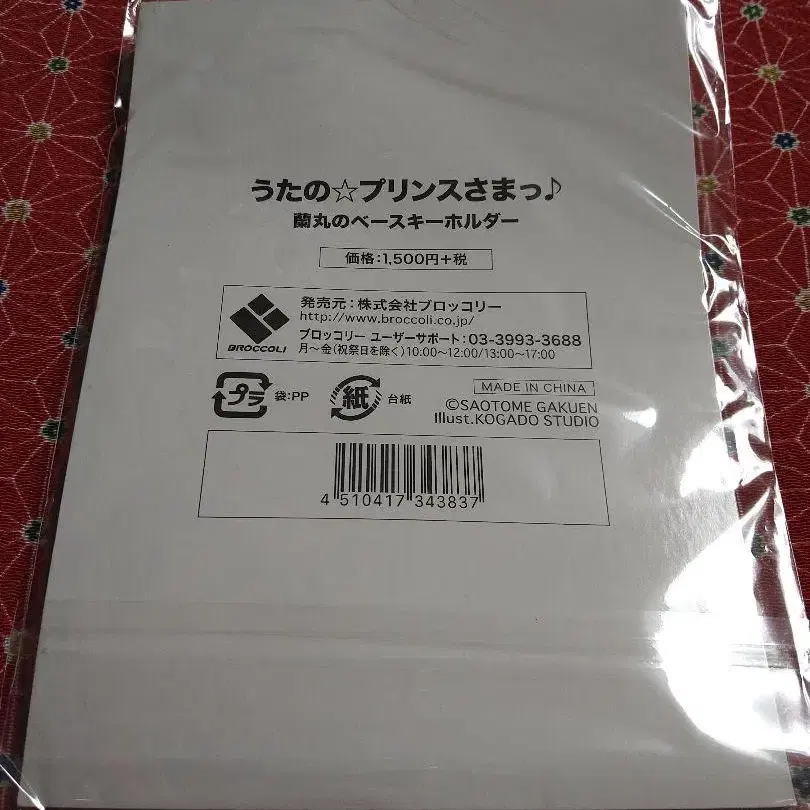 うたの☆プリンスさまっ♪
蘭丸のベースキーホルダー
価格:1,500円+税
発売元:株式会社ブロッコリー
http://www.broccoli.co.jp/
ブロッコリー ユーザーサポート:03-3993-3688
月〜金(祝祭日を除く)10:00〜12:00/13:00〜17:00
BROCCOLI
プラ 袋:PP
紙 台紙
MADE IN CHINA
©SAOTOME GAKUEN
Illust.KOGADO STUDIO
4 510417 343837